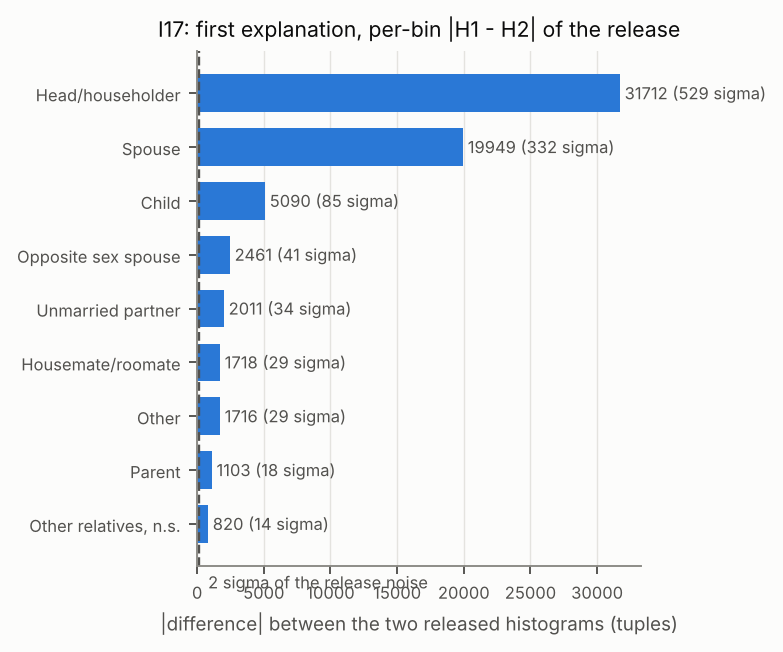 I17: first explanation, per-bin |H1 - H2| of the release
Head/householder 31712 (529 sigma)
Spouse 19949 (332 sigma)
Child 5090 (85 sigma)
Opposite sex spouse 2461 (41 sigma)
Unmarried partner 2011 (34 sigma)
Housemate/roomate 1718 (29 sigma)
Other 1716 (29 sigma)
Parent 1103 (18 sigma)
Other relatives, n.s. 820 (14 sigma)
2 sigma of the release noise
0 5000 10000 15000 20000 25000 30000
|difference| between the two released histograms (tuples)